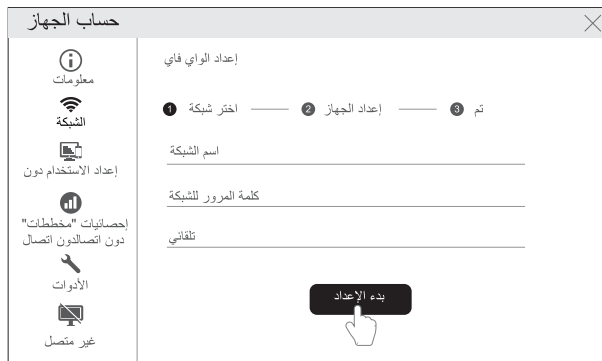 حساب الجهاز
معلومات
الشبكة
إعداد الاستخدام دون
إحصائيات "مخططات"
دون اتصالدون اتصال
الأدوات
غير متصل
إعداد الواي فاي
1 اختر شبكة
2 إعداد الجهاز
3 تم
اسم الشبكة
كلمة المرور للشبكة
تلقائي
بدء الإعداد